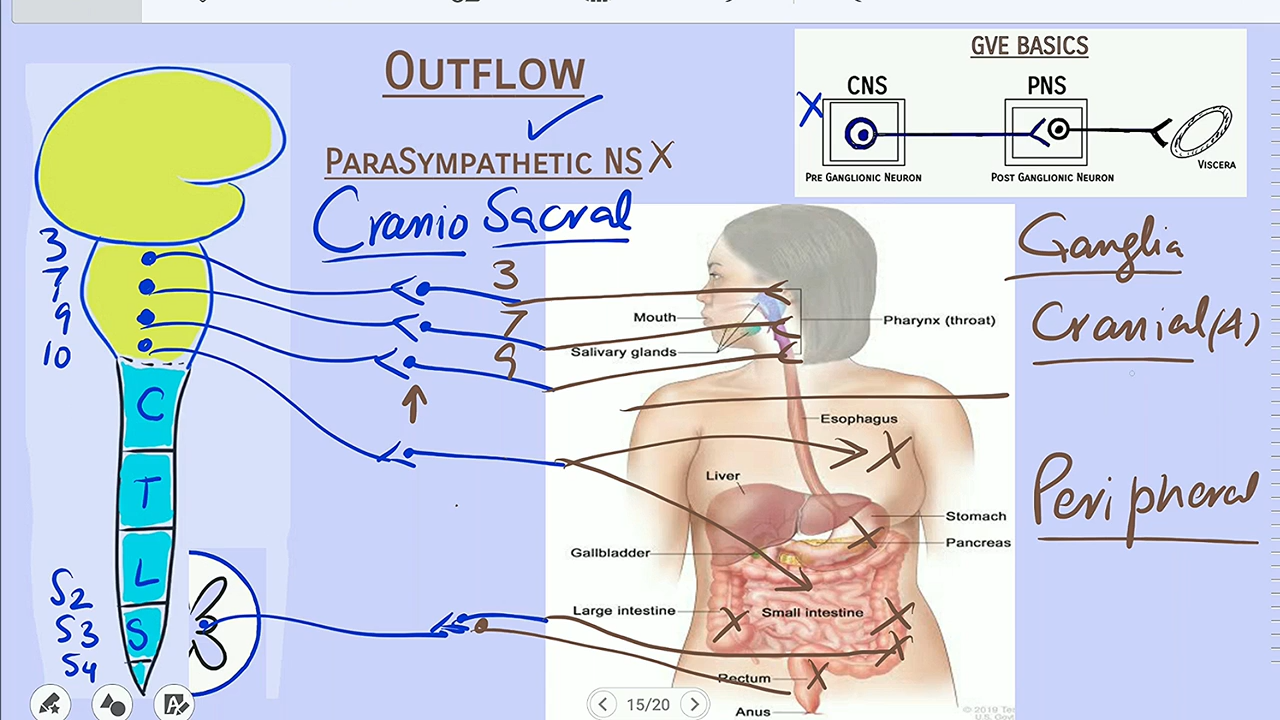 OUTFLOW
PARASYMPATHETIC NS X
Cranio Sacral
GVE BASICS
CNS PNS
X
PRE GANGLIONIC NEURON POST GANGLIONIC NEURON
VISCERA
3
7
9
10
3
7
9
C
T
L
S
S2
S3
S4
Mouth
Salivary glands
Pharynx (throat)
Esophagus
X
Liver
Stomach
X
Pancreas
Gallbladder
Large intestine
Small intestine
X
X
X
Rectum
X
Anus
Ganglia
Cranial (4)
Peripheral
15/20